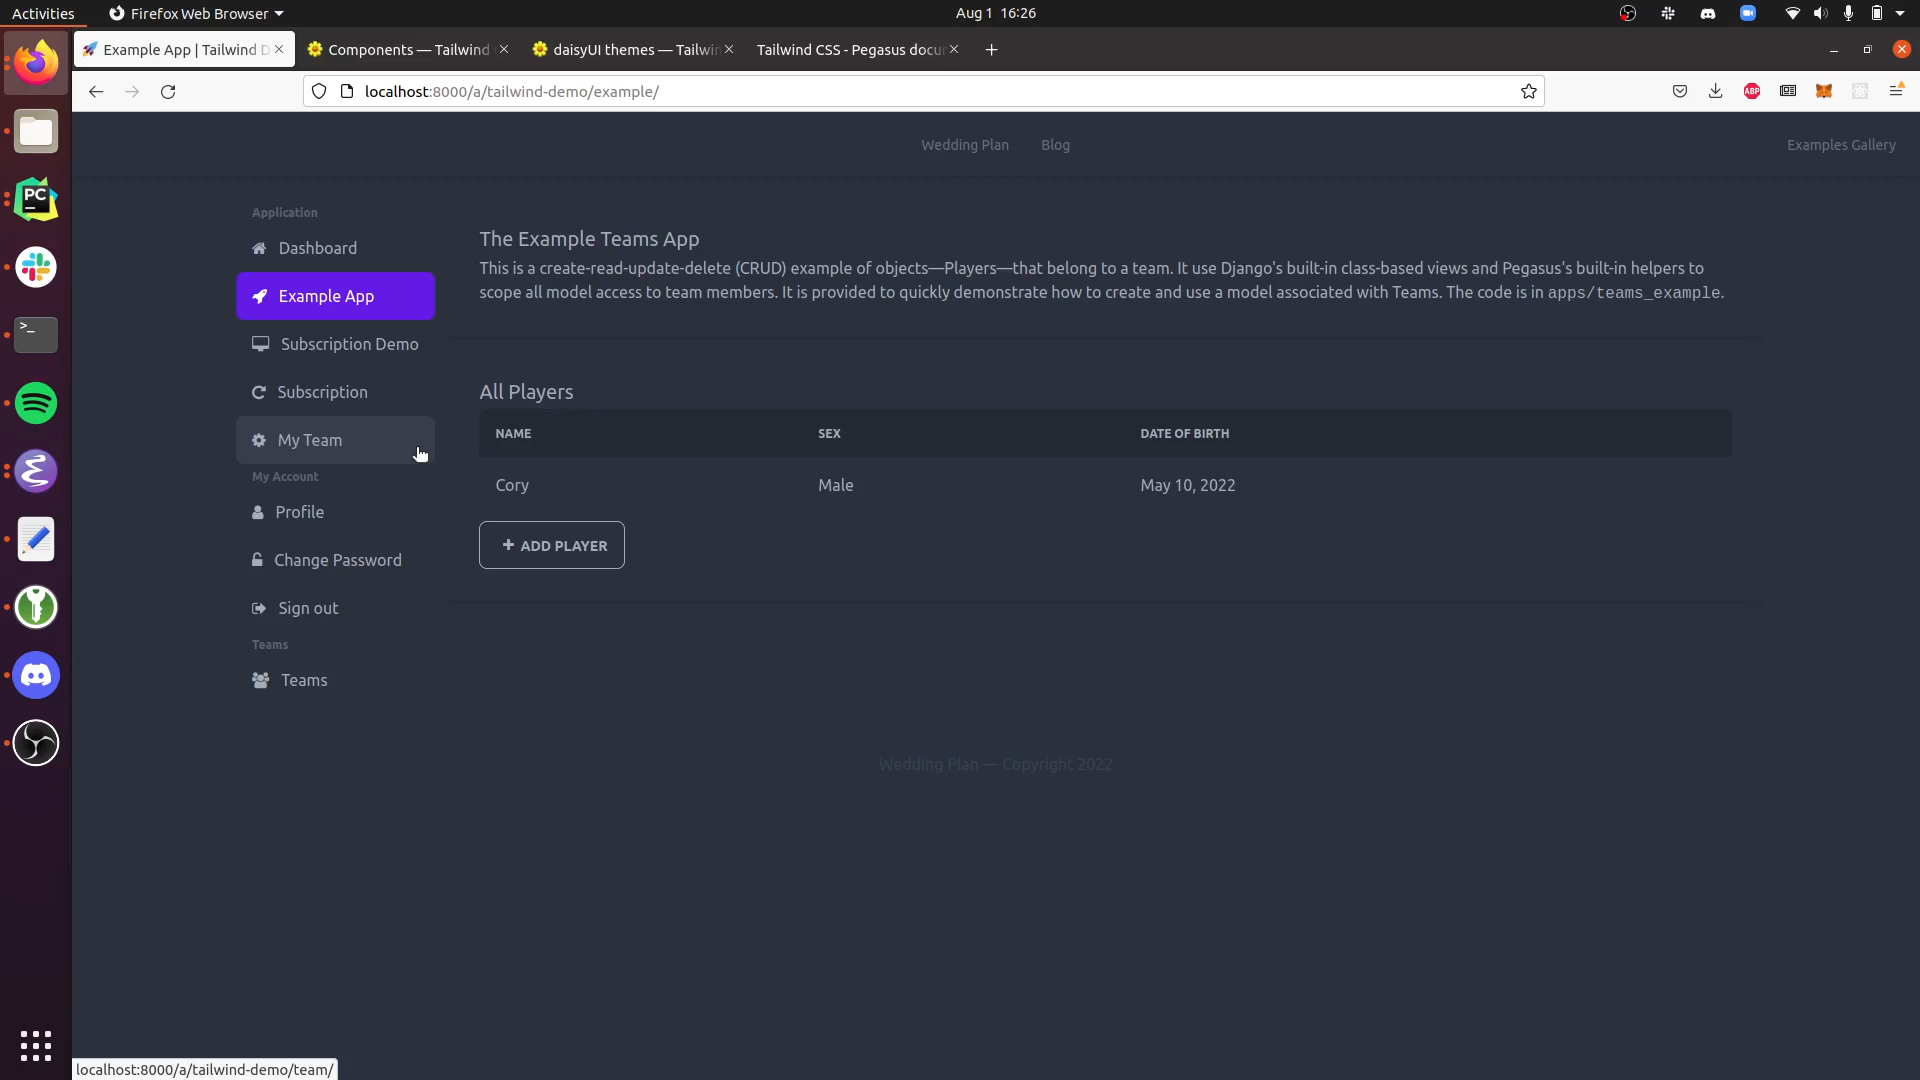 Activities
Firefox Web Browser
Aug 1 16:26
Example App | Tailwind D
Components — Tailwind
daisyUI themes — Tailwin
Tailwind CSS - Pegasus docu
localhost:8000/a/tailwind-demo/example/
ABP
PC
>_
Wedding Plan
Blog
Examples Gallery
Application
Dashboard
Example App
Subscription Demo
Subscription
My Team
My Account
Profile
Change Password
Sign out
Teams
Teams
The Example Teams App
This is a create-read-update-delete (CRUD) example of objects—Players—that belong to a team. It use Django's built-in class-based views and Pegasus's built-in helpers to
scope all model access to team members. It is provided to quickly demonstrate how to create and use a model associated with Teams. The code is in apps/teams_example.
All Players
NAME SEX DATE OF BIRTH
Cory Male May 10, 2022
+ ADD PLAYER
Wedding Plan — Copyright 2022
localhost:8000/a/tailwind-demo/team/